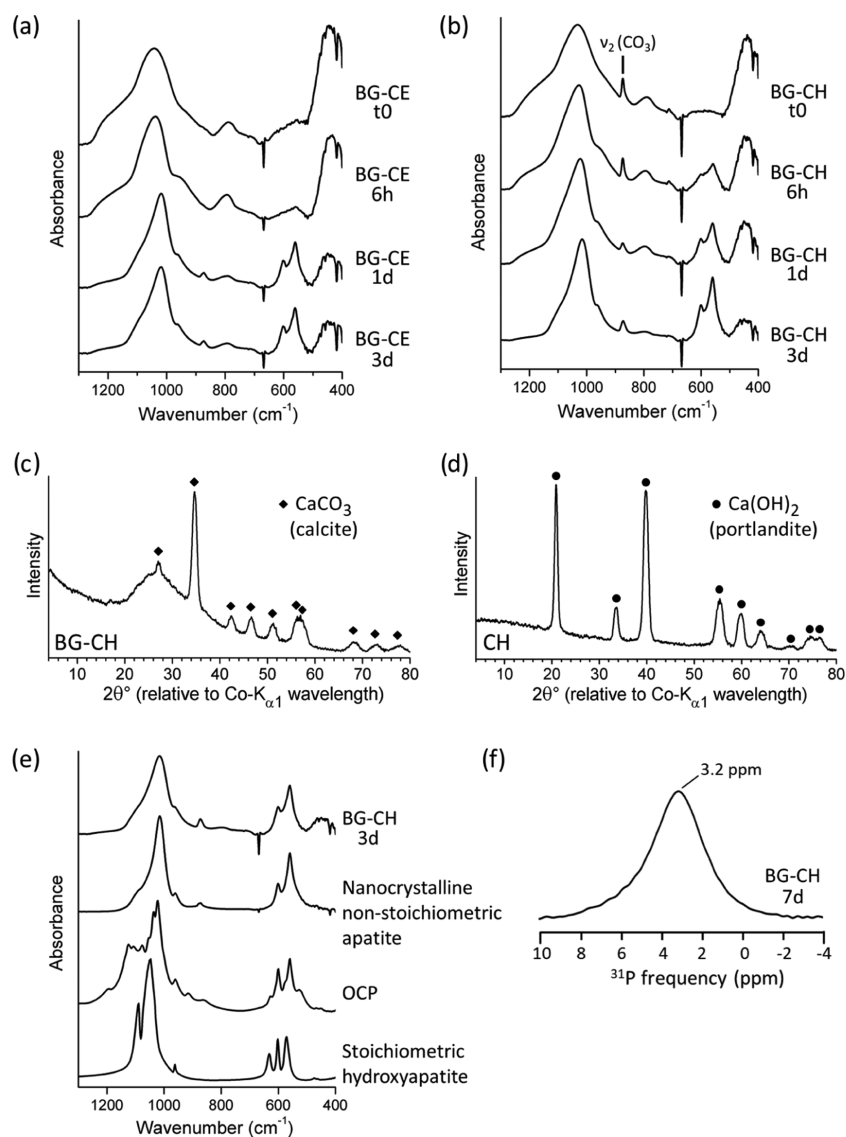 (a)
Absorbance
BG-CE
t0
BG-CE
6h
BG-CE
1d
BG-CE
3d
1200 1000 800 600 400
Wavenumber (cm-1)
(b)
Absorbance
ν2 (CO3)
BG-CH
t0
BG-CH
6h
BG-CH
1d
BG-CH
3d
1200 1000 800 600 400
Wavenumber (cm-1)
(c)
Intensity
CaCO3
(calcite)
BG-CH
10 20 30 40 50 60 70 80
2θ° (relative to Co-Kα1 wavelength)
(d)
Intensity
Ca(OH)2
(portlandite)
CH
10 20 30 40 50 60 70 80
2θ° (relative to Co-Kα1 wavelength)
(e)
Absorbance
BG-CH
3d
Nanocrystalline
non-stoichiometric
apatite
OCP
Stoichiometric
hydroxyapatite
1200 1000 800 600 400
Wavenumber (cm-1)
(f)
3.2 ppm
BG-CH
7d
10 8 6 4 2 0 -2 -4
31P frequency (ppm)